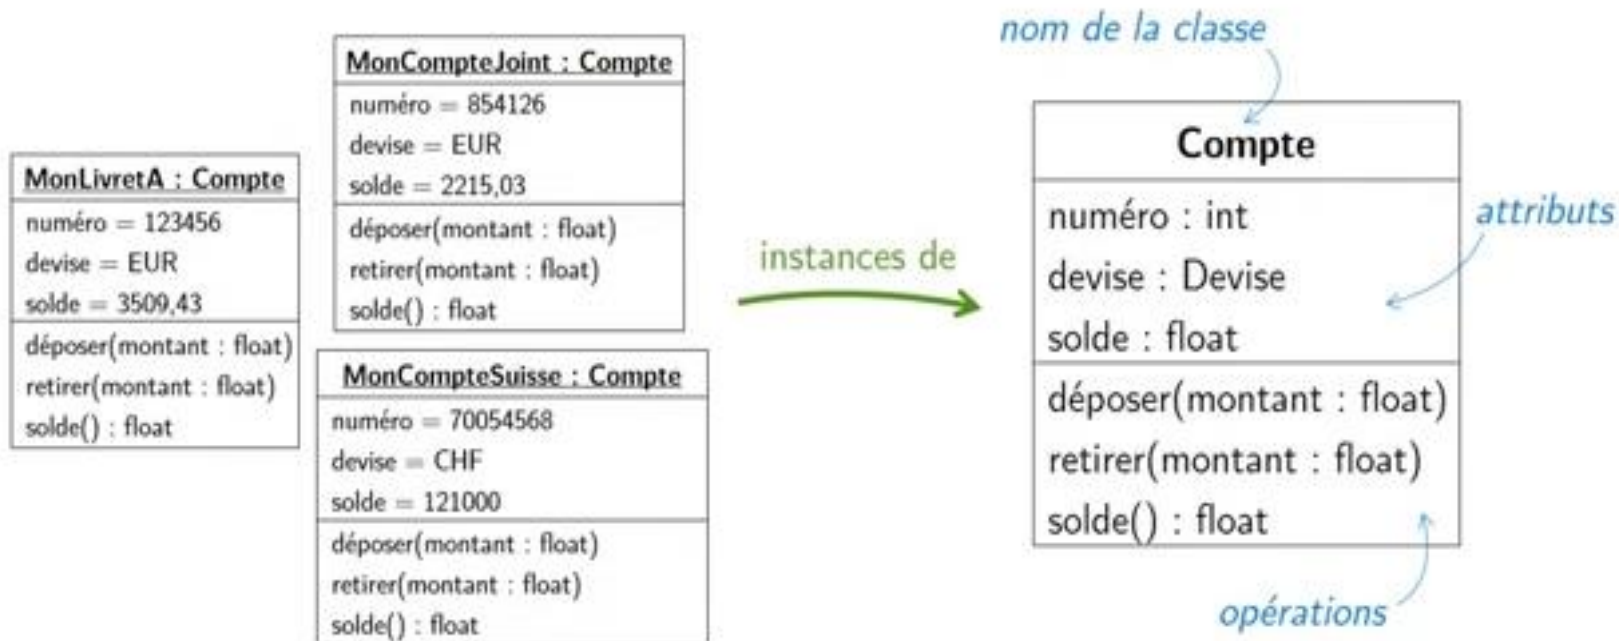 MonLivretA : Compte
numéro = 123456
devise = EUR
solde = 3509,43
déposer(montant : float)
retirer(montant : float)
solde() : float
MonCompteJoint : Compte
numéro = 854126
devise = EUR
solde = 2215,03
déposer(montant : float)
retirer(montant : float)
solde() : float
MonCompteSuisse : Compte
numéro = 70054568
devise = CHF
solde = 121000
déposer(montant : float)
retirer(montant : float)
solde() : float
instances de
nom de la classe
Compte
numéro : int
devise : Devise
solde : float
attributs
déposer(montant : float)
retirer(montant : float)
solde() : float
opérations